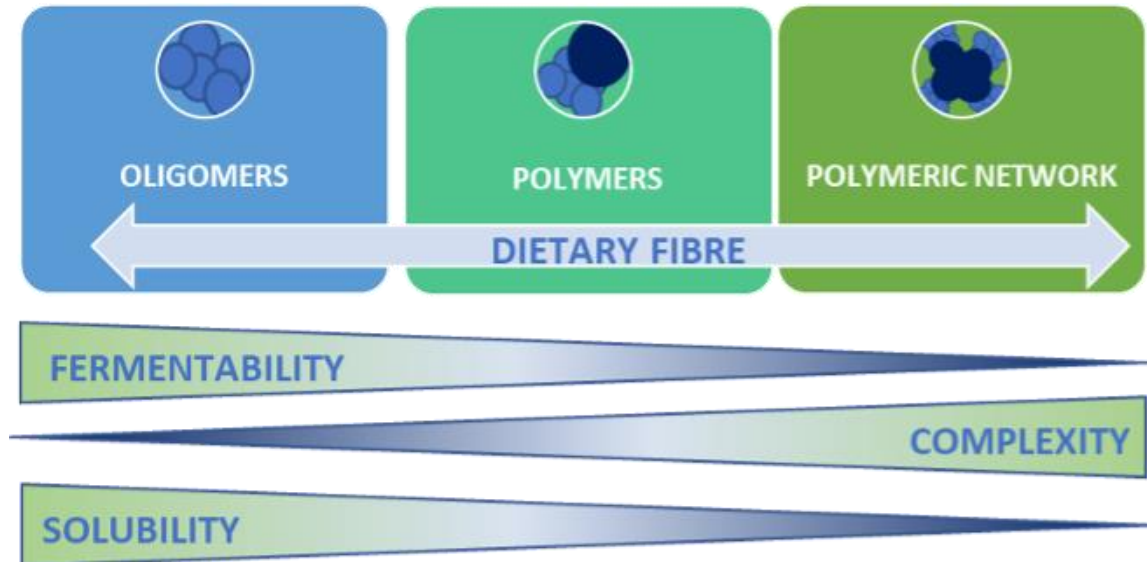 OLIGOMERS
POLYMERS
POLYMERIC NETWORK
DIETARY FIBRE
FERMENTABILITY
COMPLEXITY
SOLUBILITY